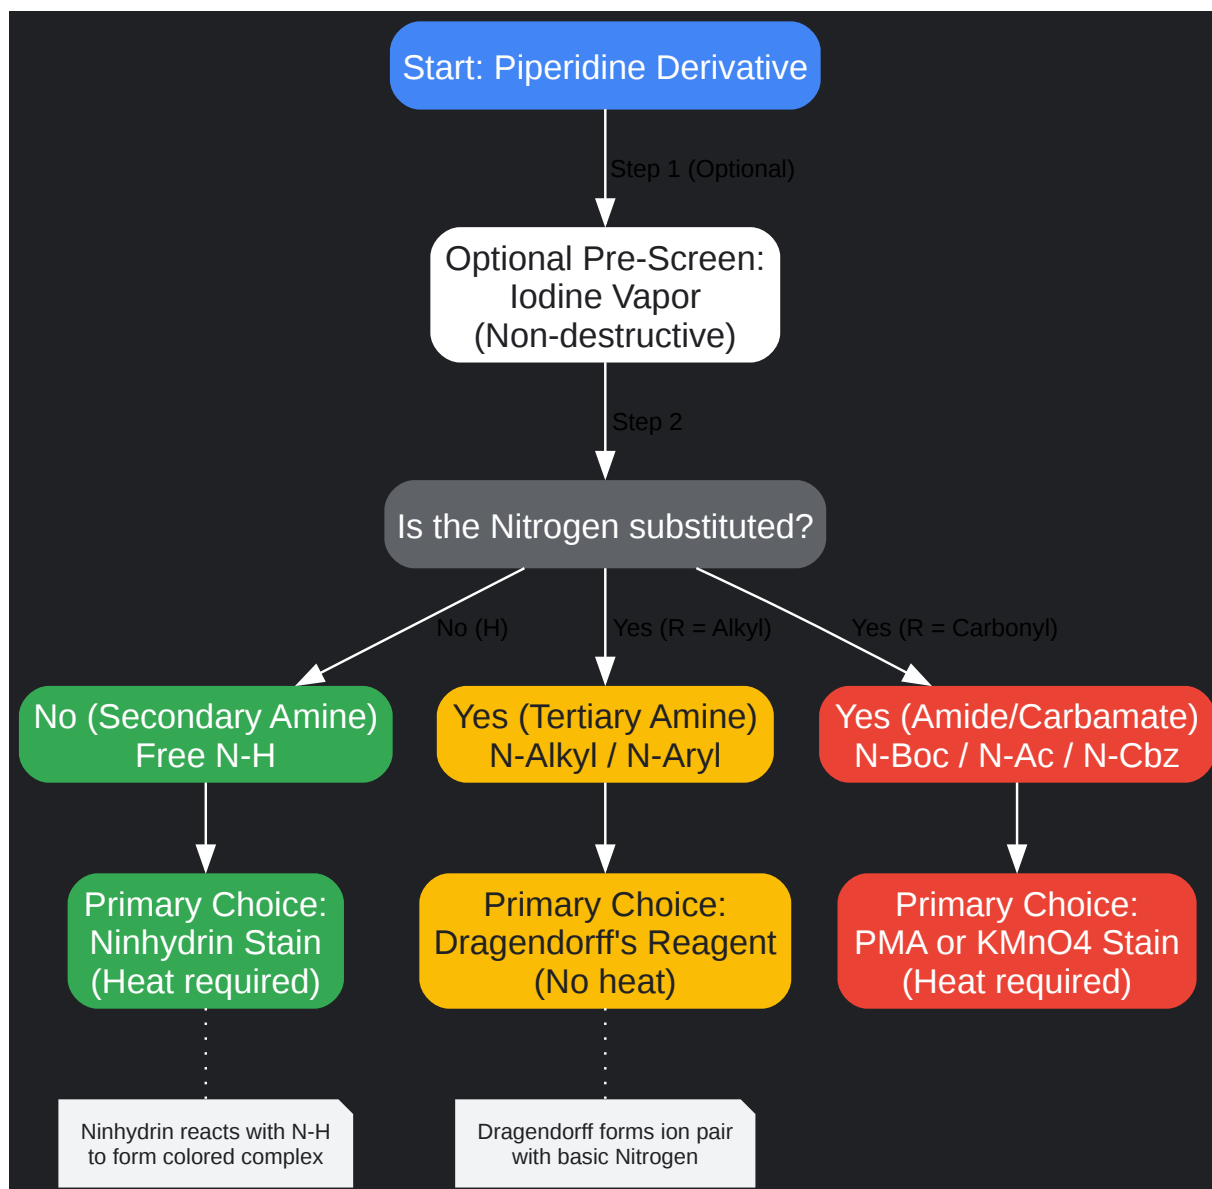 Start: Piperidine Derivative
Step 1 (Optional)
Optional Pre-Screen:
Iodine Vapor
(Non-destructive)
Step 2
Is the Nitrogen substituted?
No (H)
Yes (R = Alkyl)
Yes (R = Carbonyl)
No (Secondary Amine)
Free N-H
Yes (Tertiary Amine)
N-Alkyl / N-Aryl
Yes (Amide/Carbamate)
N-Boc / N-Ac / N-Cbz
Primary Choice:
Ninhydrin Stain
(Heat required)
Primary Choice:
Dragendorff's Reagent
(No heat)
Primary Choice:
PMA or KMnO4 Stain
(Heat required)
Ninhydrin reacts with N-H
to form colored complex
Dragendorff forms ion pair
with basic Nitrogen